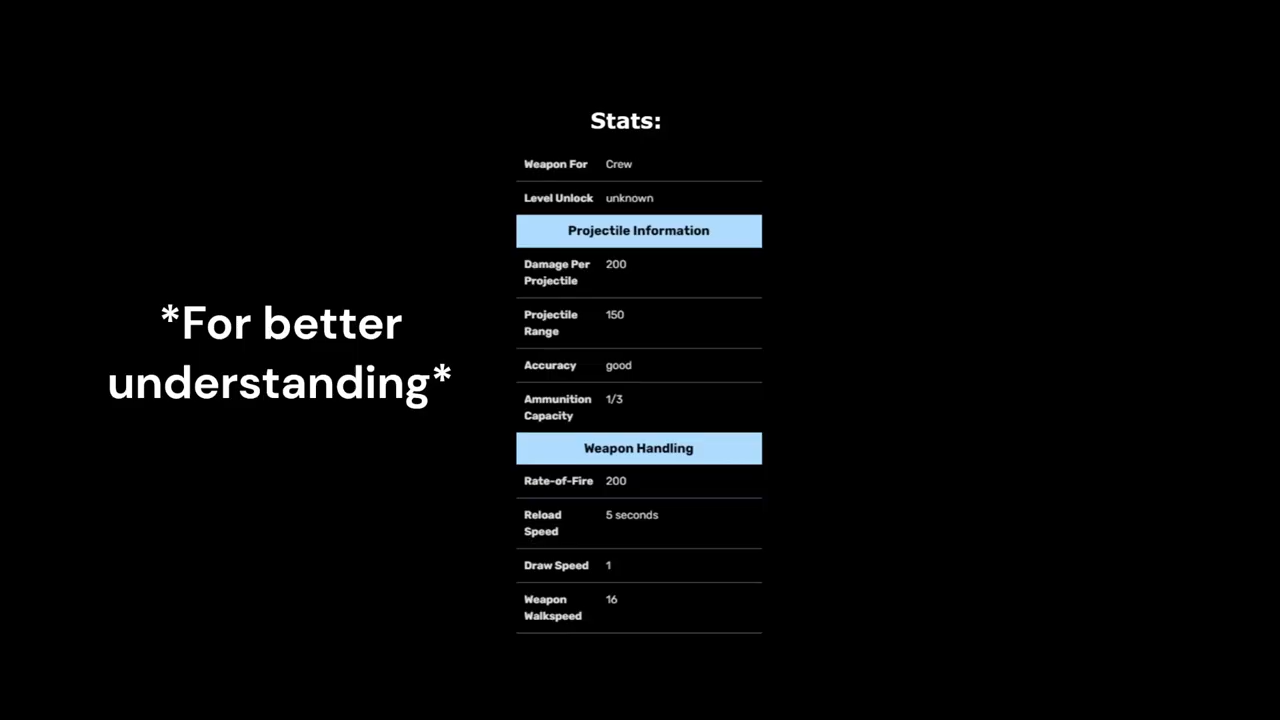 Stats:
Weapon For Crew
Level Unlock unknown
Projectile Information
Damage Per 200
Projectile
Projectile 150
Range
Accuracy good
Ammunition 1/3
Capacity
Weapon Handling
Rate-of-Fire 200
Reload 5 seconds
Speed
Draw Speed 1
Weapon 16
Walkspeed
*For better
understanding*